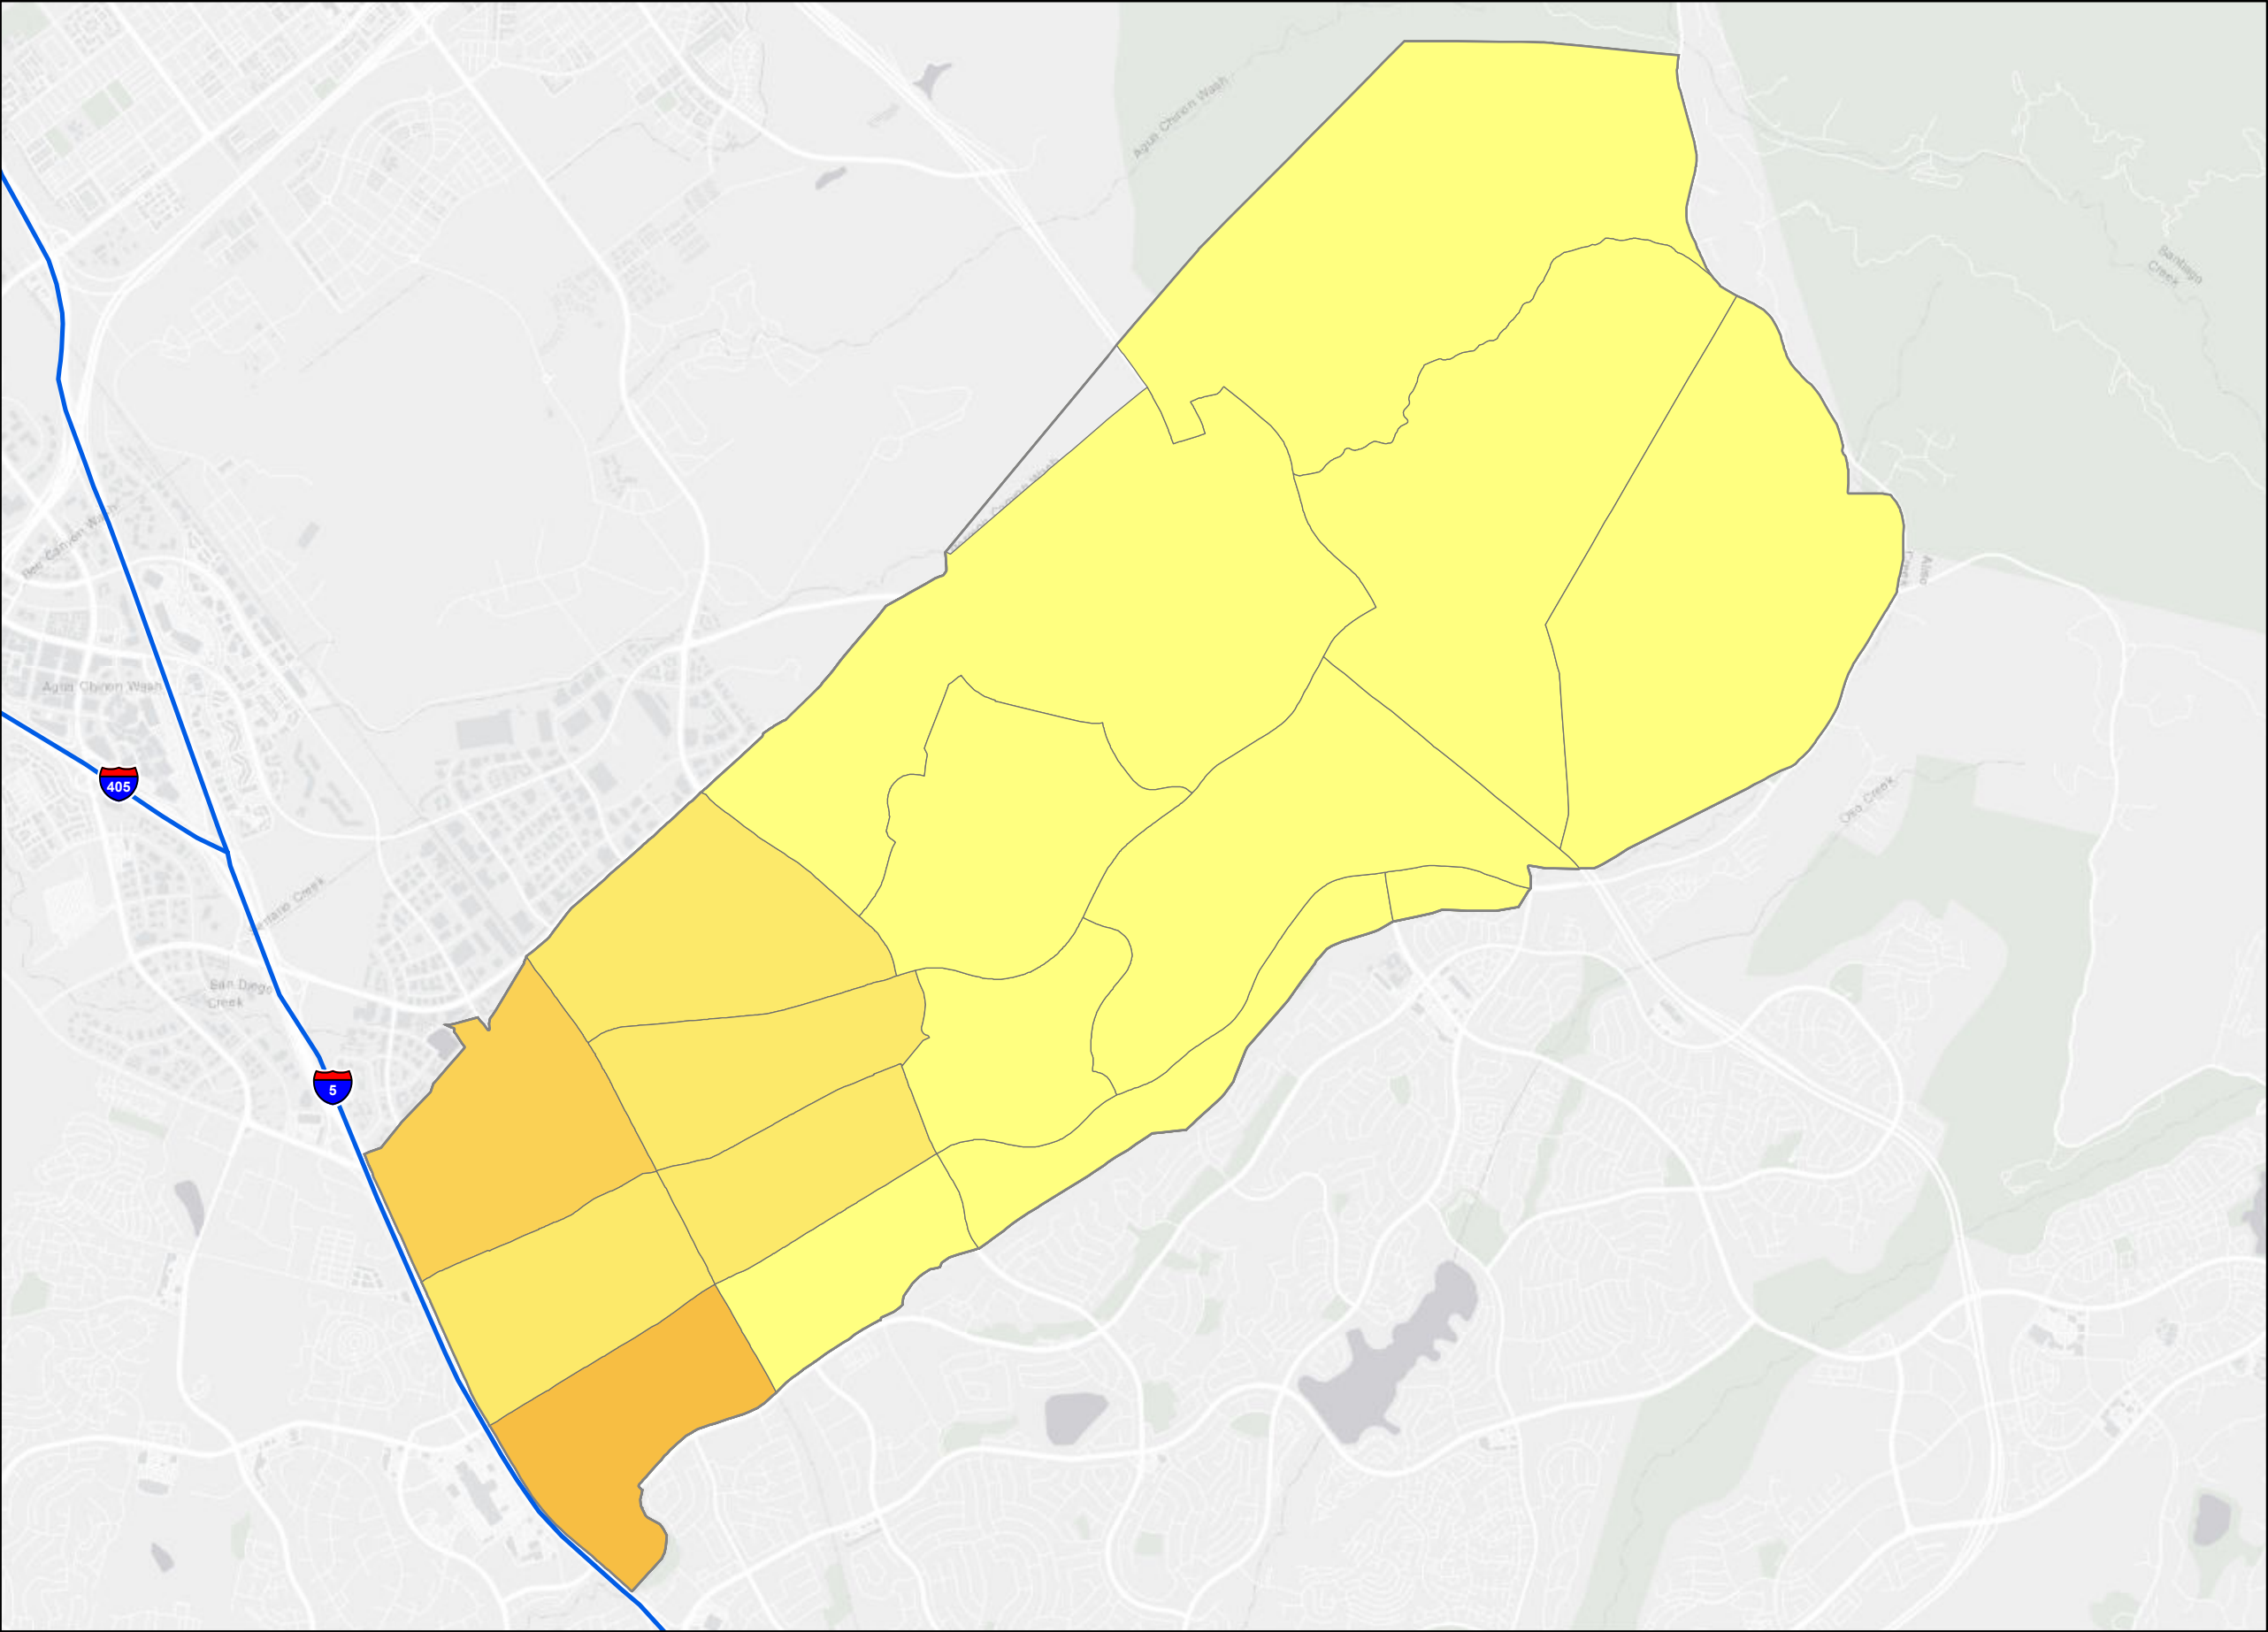 Agua Chinon Wash
Santiago
Creek
Bee Canyon Wash
Agua Chinon Wash
405
Serrano Creek
San Diego
Creek
5
Aliso
Creek
Oso Creek